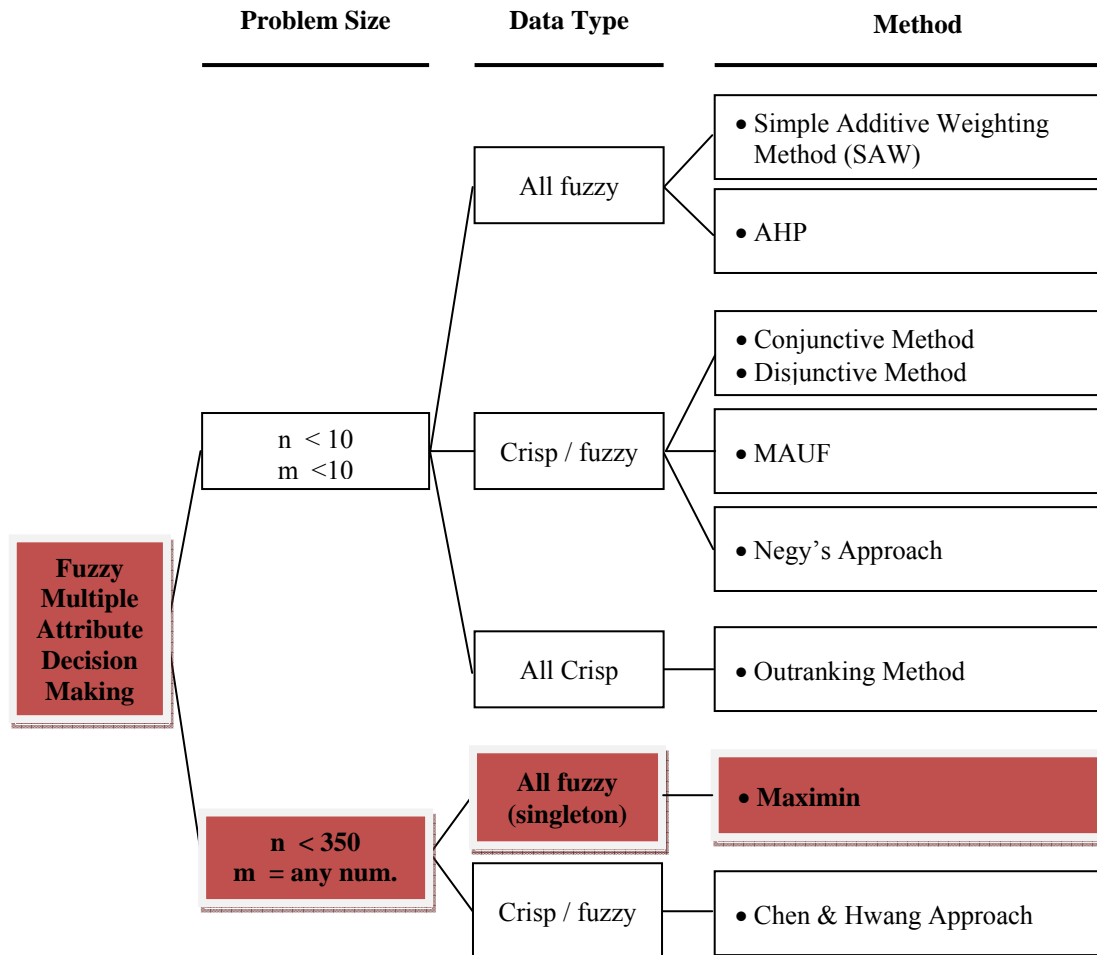 Problem Size
Data Type
Method
• Simple Additive Weighting
Method (SAW)
All fuzzy
• AHP
• Conjunctive Method
• Disjunctive Method
n < 10
m <10
Crisp / fuzzy
• MAUF
• Negy’s Approach
Fuzzy
Multiple
Attribute
Decision
Making
All Crisp
• Outranking Method
All fuzzy
(singleton)
• Maximin
n < 350
m = any num.
Crisp / fuzzy
• Chen & Hwang Approach